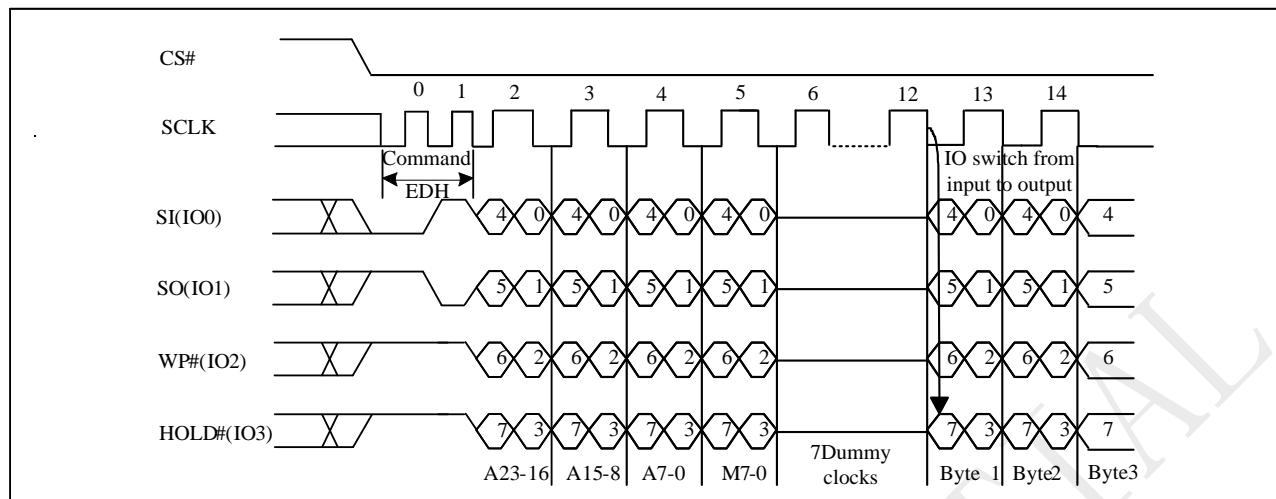 CS#
0 1 2 3 4 5 6 12 13 14
SCLK
Command
EDH
IO switch from
input to output
SI(IO0) 4 0 4 0 4 0 4 0 4 0 4 0 4
SO(IO1) 5 1 5 1 5 1 5 1 5 1 5 1 5
WP#(IO2) 6 2 6 2 6 2 6 2 6 2 6 2 6
HOLD#(IO3) 7 3 7 3 7 3 7 3 7 3 7 3 7
A23-16 A15-8 A7-0 M7-0 7Dummy Byte 1 Byte2 Byte3
clocks
NTIAL